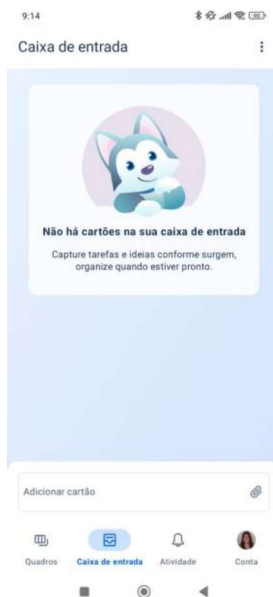 9:14
Caixa de entrada
Não há cartões na sua caixa de entrada
Capture tarefas e ideias conforme surgem,
organize quando estiver pronto.
Adicionar cartão
Quadros
Caixa de entrada
Atividade
Conta